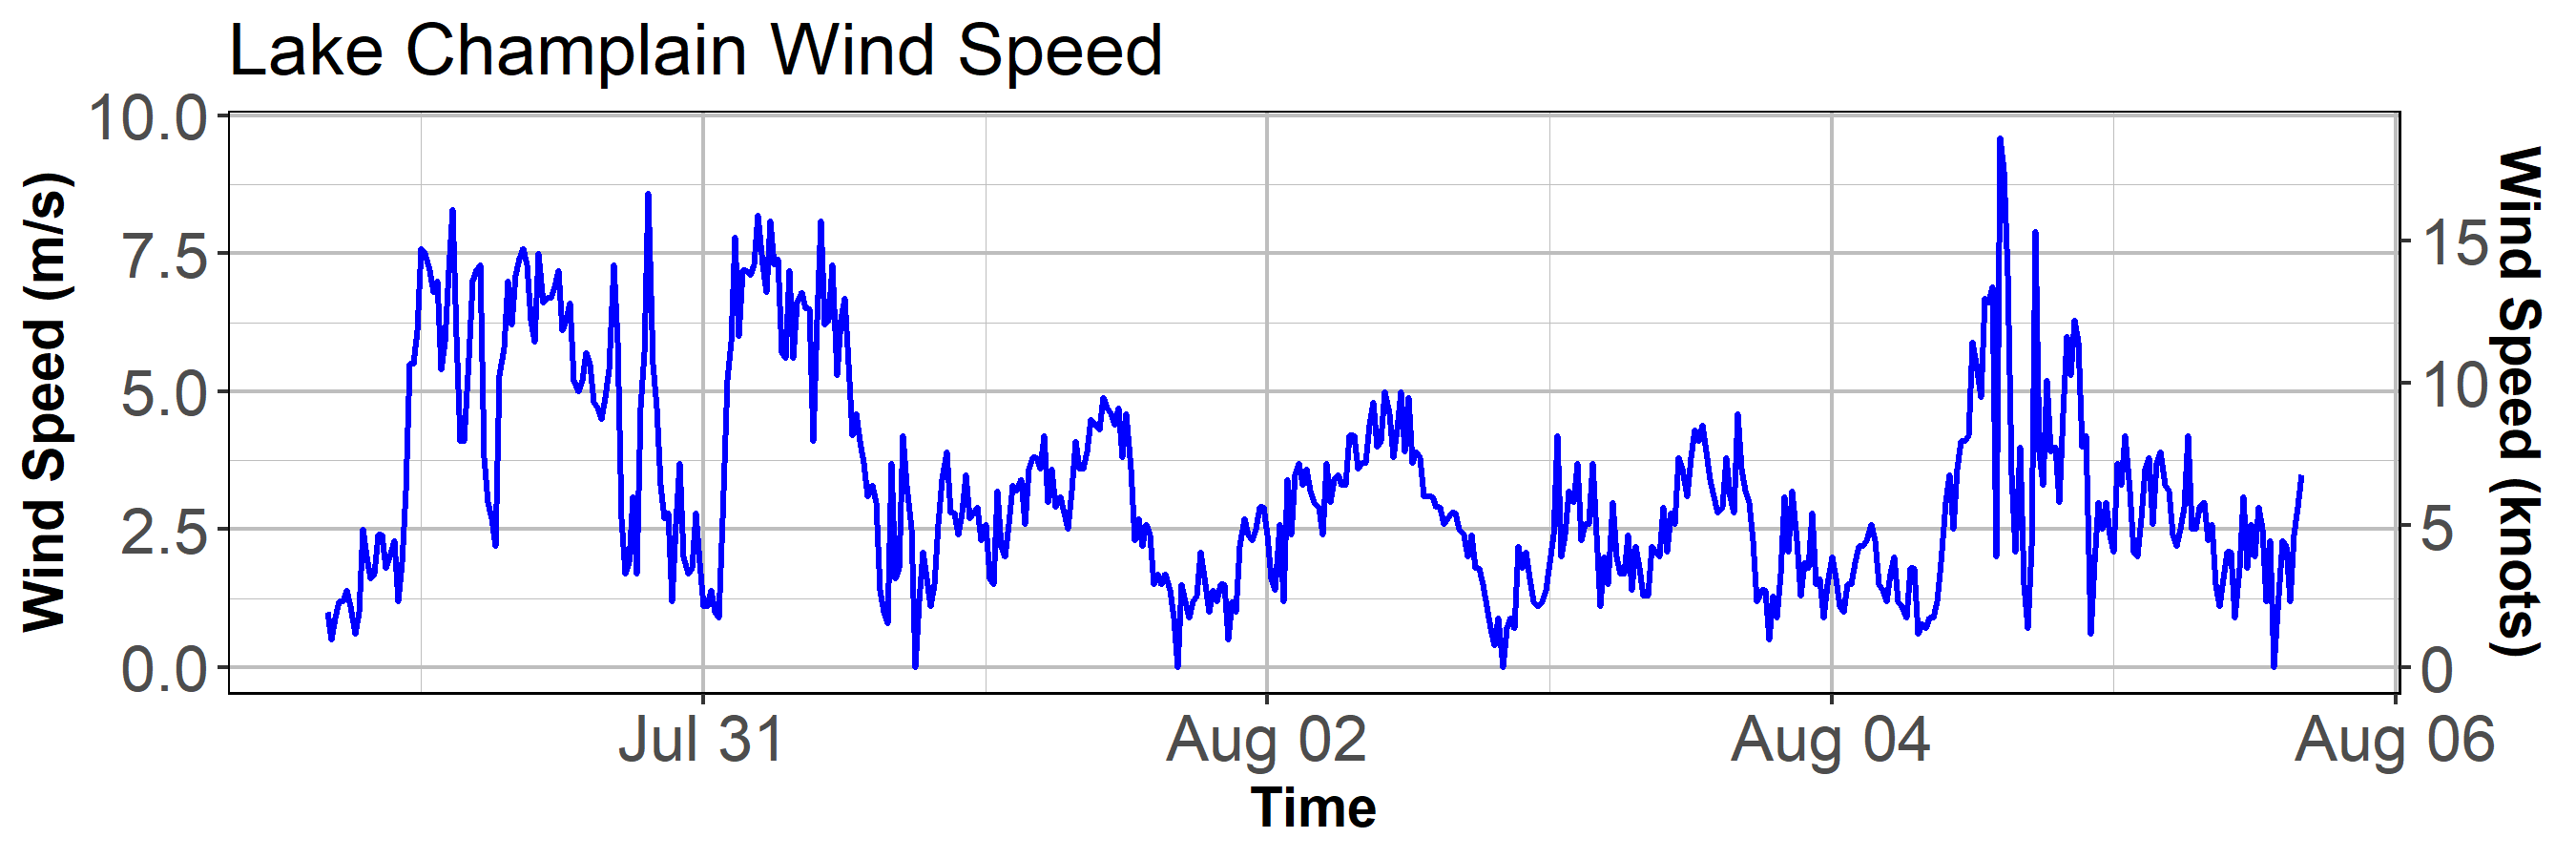 Lake Champlain Wind Speed
Wind Speed (m/s)
10.0
7.5
5.0
2.5
0.0
Wind Speed (knots)
15
10
5
0
Jul 31
Aug 02
Aug 04
Aug 06
Time